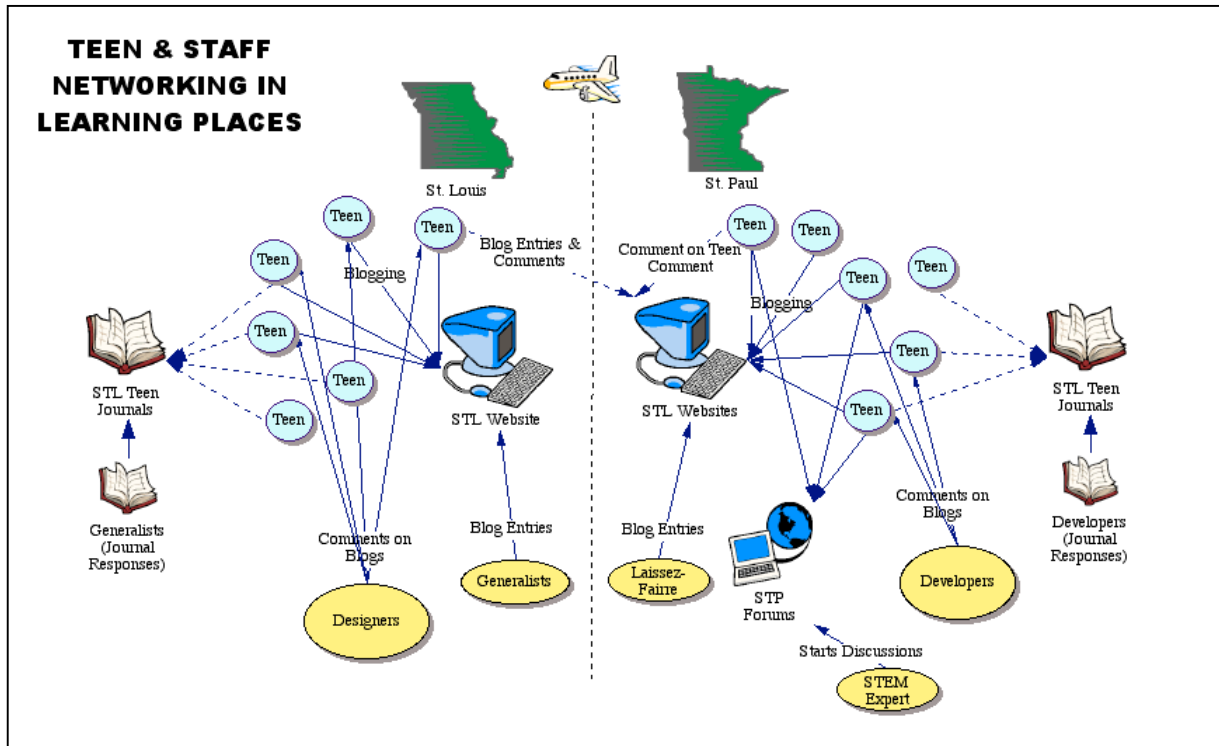 TEEN & STAFF
NETWORKING IN
LEARNING PLACES
St. Louis
St. Paul
Teen
Teen
Teen
Blog Entries &
Comments
Blogging
Teen
Teen
Teen
Teen
STL Teen
Journals
STL Website
Generalists
(Journal
Responses)
Comments on
Blogs
Blog Entries
Designers
Generalists
Teen
Teen
Comment on Teen
Comment
Teen
Teen
Blogging
Teen
Teen
STL Websites
STL Teen
Journals
Comments on
Blogs
Developers
(Journal
Responses)
Blog Entries
Laissez-
Fairre
Developers
STP
Forums
Starts Discussions
STEM
Expert